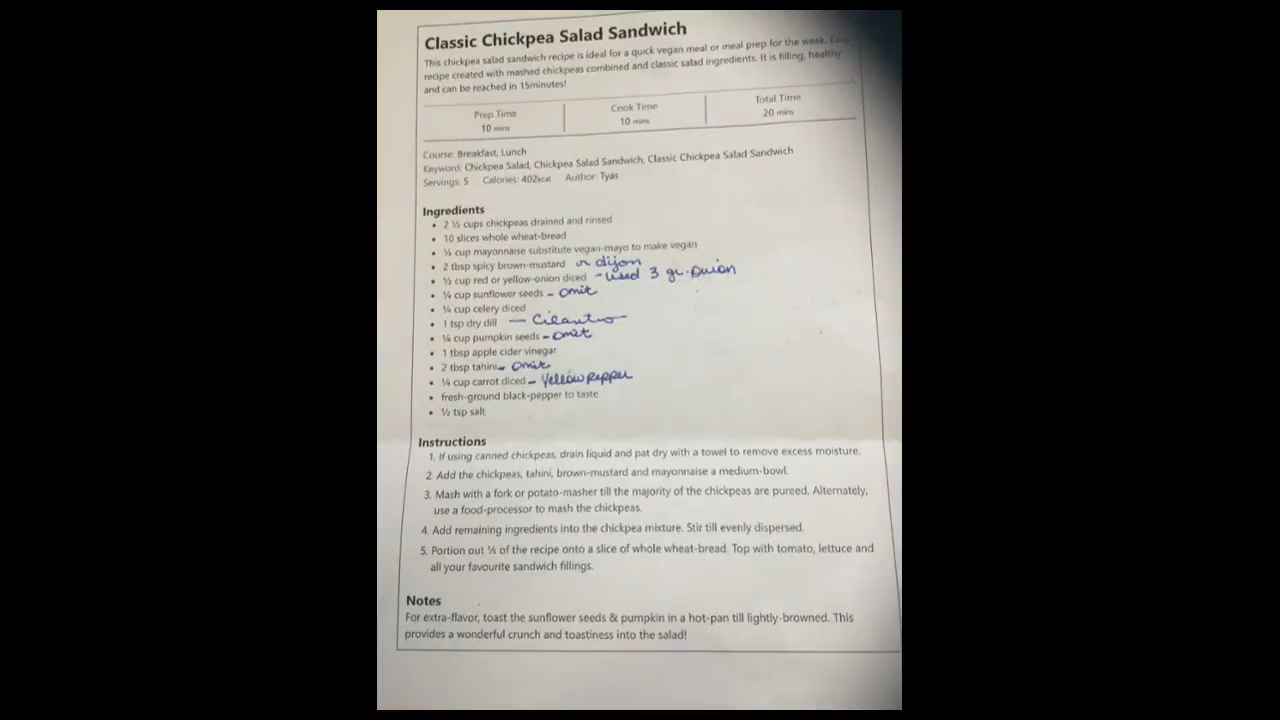 Classic Chickpea Salad Sandwich
This chickpea salad sandwich recipe is ideal for a quick vegan meal or meal prep for the week.
recipe created with mashed chickpeas combined and classic salad ingredients. It is filling, healthy
and can be reached in 15minutes!
Prep Time Cook Time Total Time
10 mins 10 mins 20 mins
Course: Breakfast, Lunch
Keyword: Chickpea Salad, Chickpea Salad Sandwich, Classic Chickpea Salad Sandwich
Servings: 5 Calories: 402kcal Author: Tyas
Ingredients
• 2 ½ cups chickpeas drained and rinsed
• 10 slices whole wheat-bread
• ¼ cup mayonnaise substitute vegan-mayo to make vegan
• 2 tbsp spicy brown-mustard or dijon
• ½ cup red or yellow-onion diced - used 3 gr. onion
• ¼ cup sunflower seeds - omit
• ¼ cup celery diced
• 1 tsp dry dill — Cilantro
• ¼ cup pumpkin seeds - omit
• 1 tbsp apple cider vinegar
• 2 tbsp tahini - omit
• ¼ cup carrot diced - Yellow pepper
• fresh-ground black-pepper to taste
• ½ tsp salt
Instructions
1. If using canned chickpeas, drain liquid and pat dry with a towel to remove excess moisture.
2. Add the chickpeas, tahini, brown-mustard and mayonnaise a medium-bowl.
3. Mash with a fork or potato-masher till the majority of the chickpeas are pureed. Alternately,
use a food-processor to mash the chickpeas.
4. Add remaining ingredients into the chickpea mixture. Stir till evenly dispersed.
5. Portion out ⅕ of the recipe onto a slice of whole wheat-bread. Top with tomato, lettuce and
all your favourite sandwich fillings.
Notes
For extra-flavor, toast the sunflower seeds & pumpkin in a hot-pan till lightly-browned. This
provides a wonderful crunch and toastiness into the salad!